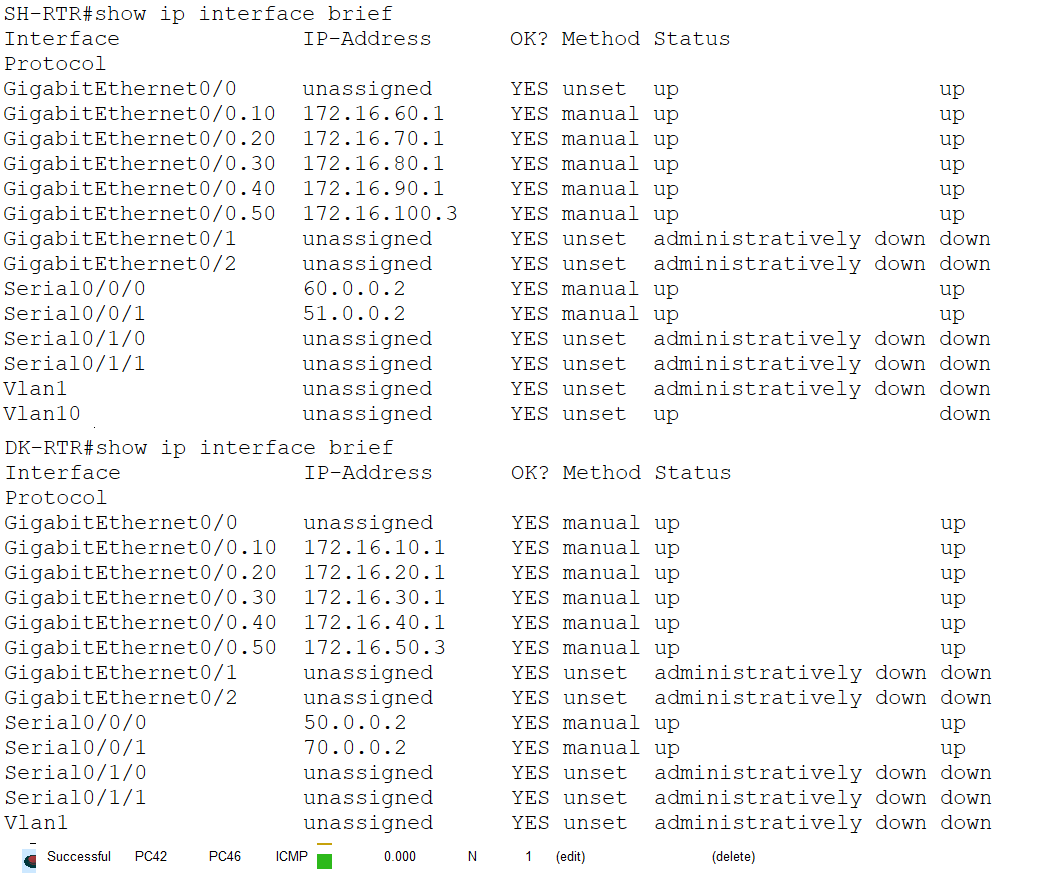 SH-RTR#show ip interface brief
Interface              IP-Address      OK? Method Status
Protocol
GigabitEthernet0/0     unassigned      YES unset  up                    up
GigabitEthernet0/0.10  172.16.60.1     YES manual up                    up
GigabitEthernet0/0.20  172.16.70.1     YES manual up                    up
GigabitEthernet0/0.30  172.16.80.1     YES manual up                    up
GigabitEthernet0/0.40  172.16.90.1     YES manual up                    up
GigabitEthernet0/0.50  172.16.100.3    YES manual up                    up
GigabitEthernet0/1     unassigned      YES unset  administratively down down
GigabitEthernet0/2     unassigned      YES unset  administratively down down
Serial0/0/0            60.0.0.2        YES manual up                    up
Serial0/0/1            51.0.0.2        YES manual up                    up
Serial0/1/0            unassigned      YES unset  administratively down down
Serial0/1/1            unassigned      YES unset  administratively down down
Vlan1                  unassigned      YES unset  administratively down down
Vlan10                 unassigned      YES unset  up                    down
DK-RTR#show ip interface brief
Interface              IP-Address      OK? Method Status
Protocol
GigabitEthernet0/0     unassigned      YES manual up                    up
GigabitEthernet0/0.10  172.16.10.1     YES manual up                    up
GigabitEthernet0/0.20  172.16.20.1     YES manual up                    up
GigabitEthernet0/0.30  172.16.30.1     YES manual up                    up
GigabitEthernet0/0.40  172.16.40.1     YES manual up                    up
GigabitEthernet0/0.50  172.16.50.3     YES manual up                    up
GigabitEthernet0/1     unassigned      YES unset  administratively down down
GigabitEthernet0/2     unassigned      YES unset  administratively down down
Serial0/0/0            50.0.0.2        YES manual up                    up
Serial0/0/1            70.0.0.2        YES manual up                    up
Serial0/1/0            unassigned      YES unset  administratively down down
Serial0/1/1            unassigned      YES unset  administratively down down
Vlan1                  unassigned      YES unset  administratively down down
Successful PC42 PC46 ICMP 0.000 N 1 (edit) (delete)